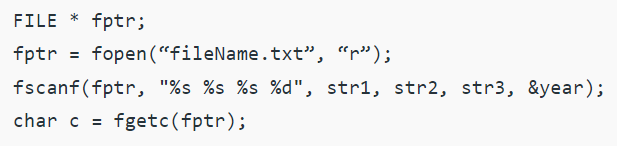 FILE * fptr;
fptr = fopen(“fileName.txt”, “r”);
fscanf(fptr, "%s %s %s %d", str1, str2, str3, &year);
char c = fgetc(fptr);